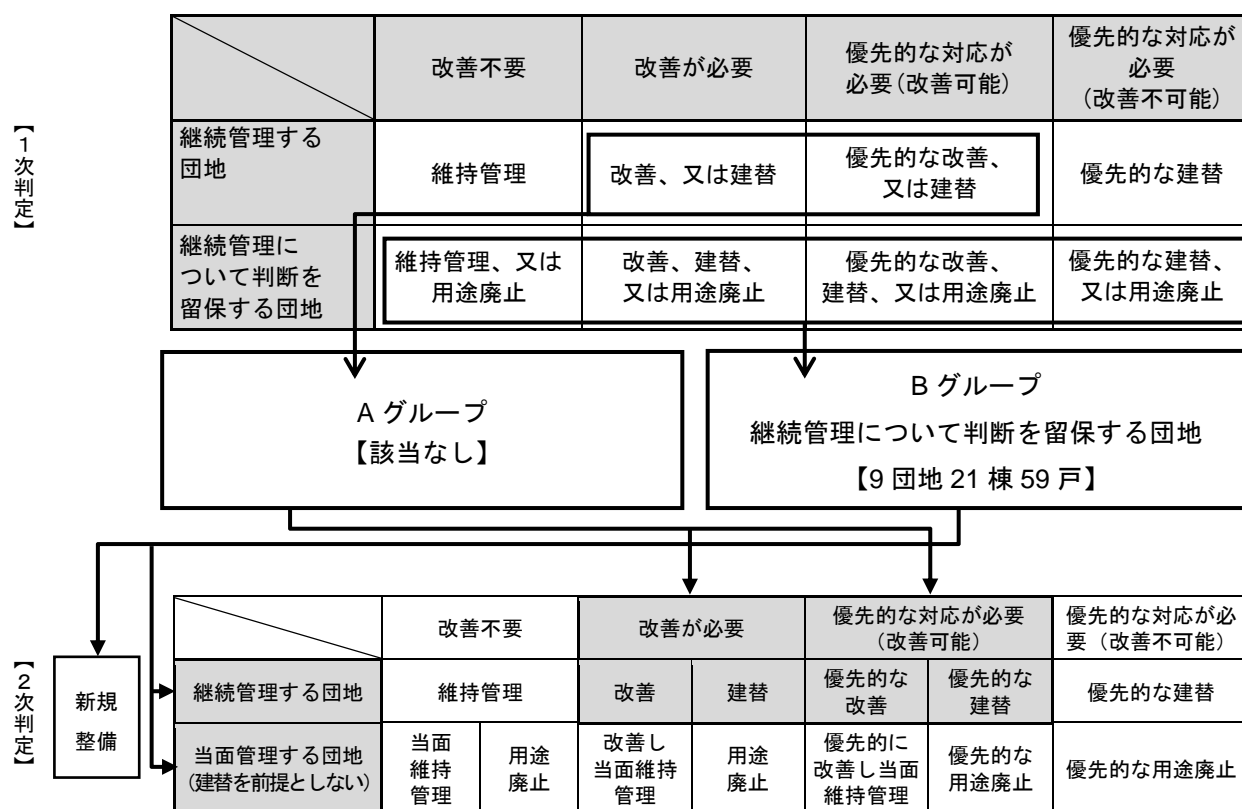 【1次判定】
改善不要
改善が必要
優先的な対応が
必要(改善可能)
優先的な対応が
必要
(改善不可能)
継続管理する
団地
維持管理
改善、又は建替
優先的な改善、
又は建替
優先的な建替
継続管理に
ついて判断を
留保する団地
維持管理、又は
用途廃止
改善、建替、
又は用途廃止
優先的な改善、
建替、又は用途廃止
優先的な建替、
又は用途廃止
A グループ
【該当なし】
B グループ
継続管理について判断を留保する団地
【9 団地 21 棟 59 戸】
【2次判定】
新規
整備
改善不要
改善が必要
優先的な対応が必要
(改善可能)
優先的な対応が必
要(改善不可能)
継続管理する団地
維持管理
改善
建替
優先的な
改善
優先的な
建替
優先的な建替
当面管理する団地
(建替を前提としない)
当面
維持
管理
用途
廃止
改善し
当面維持
管理
用途
廃止
優先的に
改善し当面
維持管理
優先的な
用途廃止
優先的な用途廃止